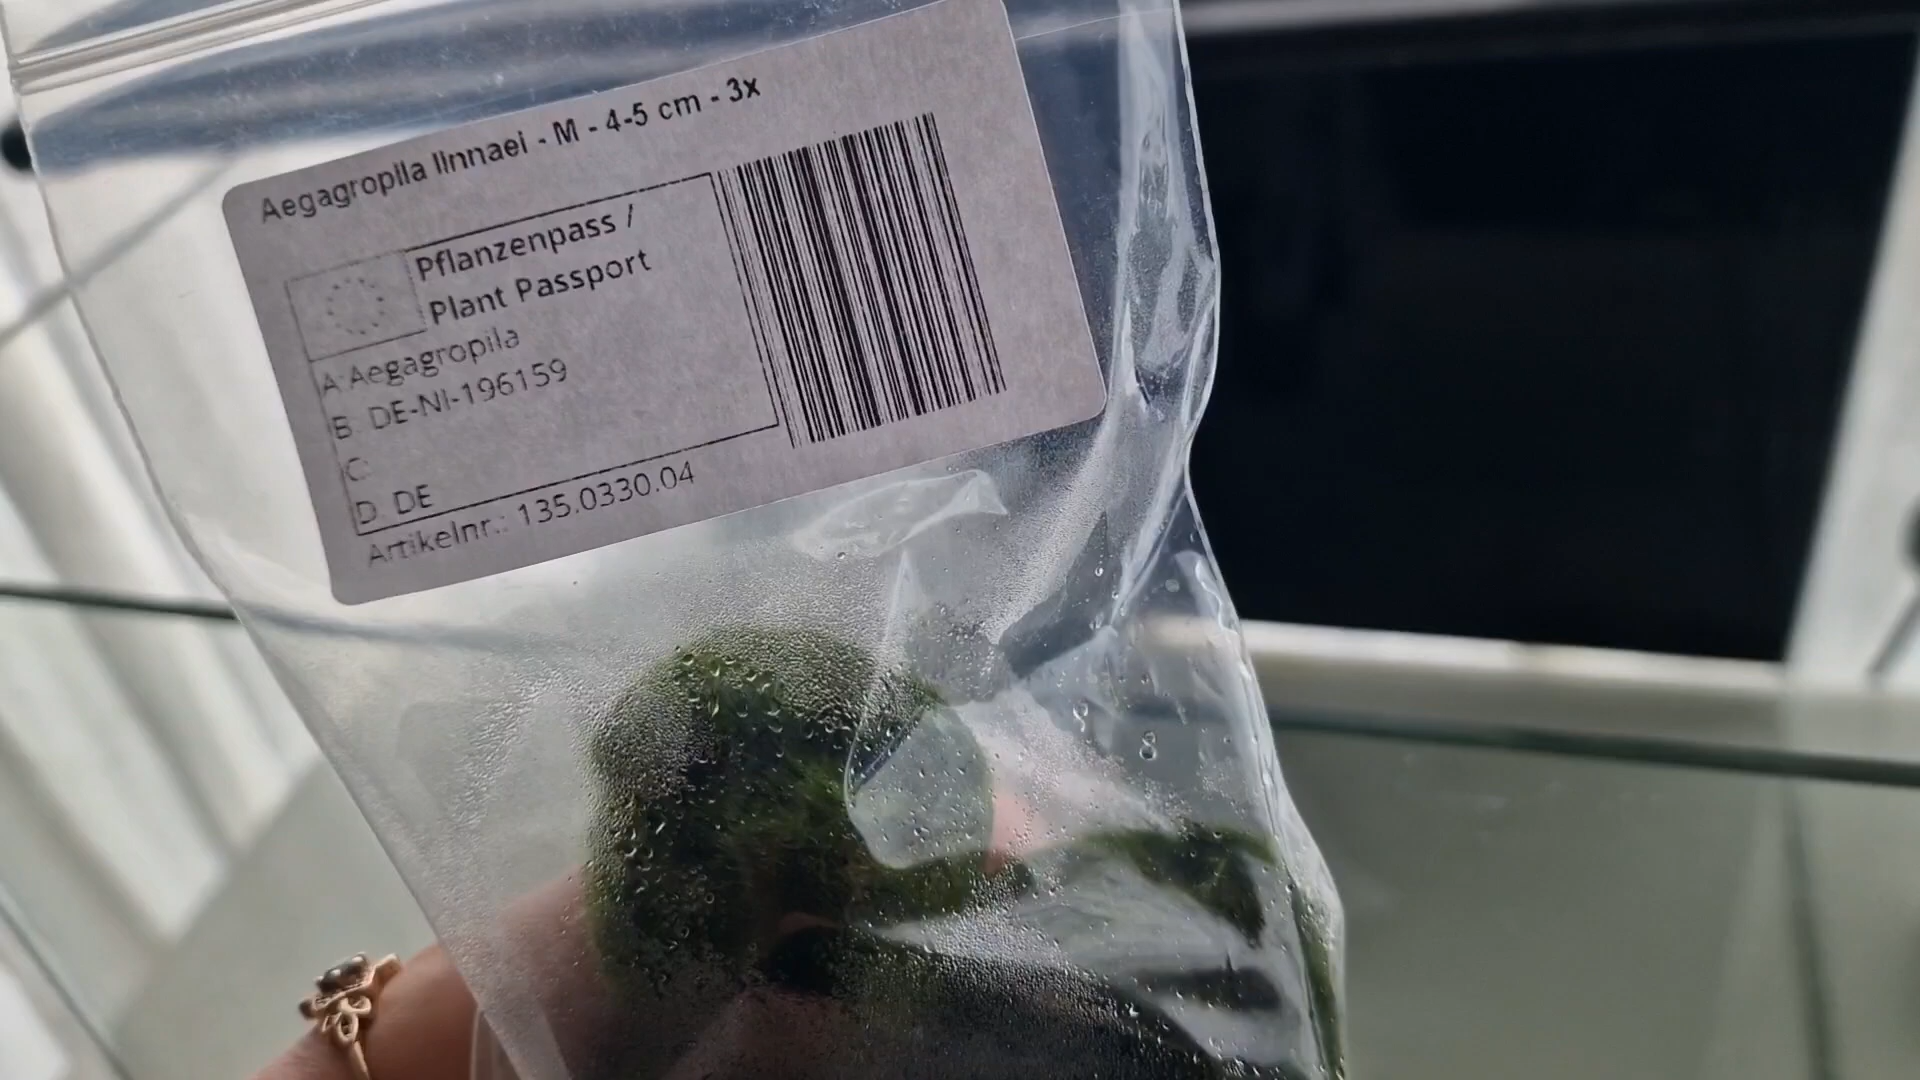 Aegagropila linnaei - M - 4-5 cm - 3x
Pflanzenpass /
Plant Passport
A Aegagropila
B. DE-NI-196159
C:
D. DE
Artikelnr.: 135.0330.04